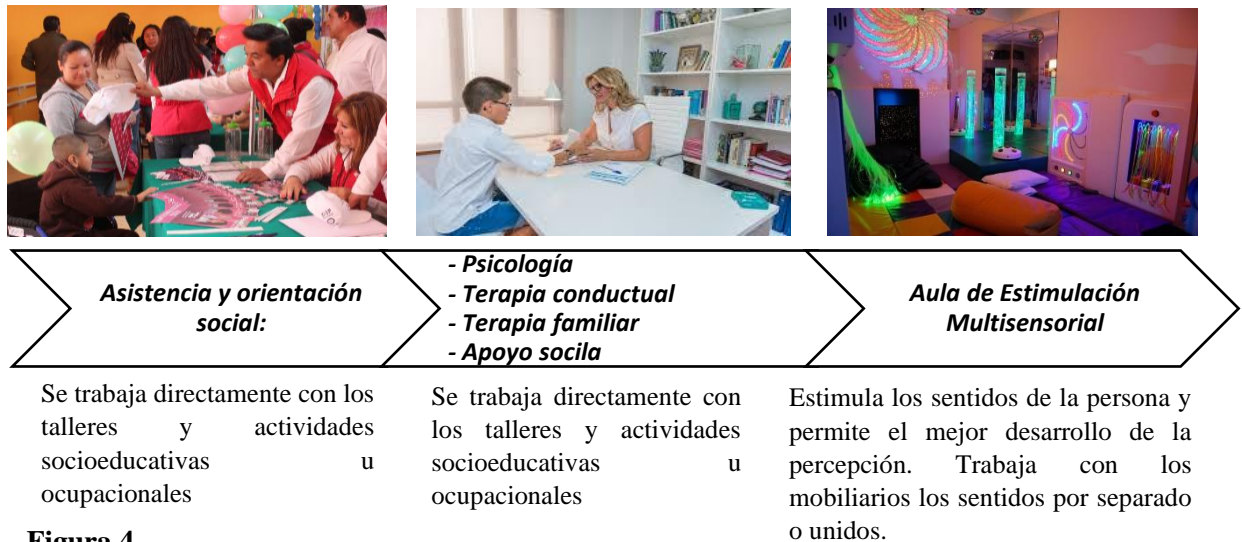 Asistencia y orientación
social:
- Psicología
- Terapia conductual
- Terapia familiar
- Apoyo socila
Aula de Estimulación
Multisensorial
Se trabaja directamente con los
talleres y actividades
socioeducativas u
ocupacionales
Se trabaja directamente con
los talleres y actividades
socioeducativas u
ocupacionales
Estimula los sentidos de la persona y
permite el mejor desarrollo de la
percepción. Trabaja con los
mobiliarios los sentidos por separado
o unidos.
Figura 4